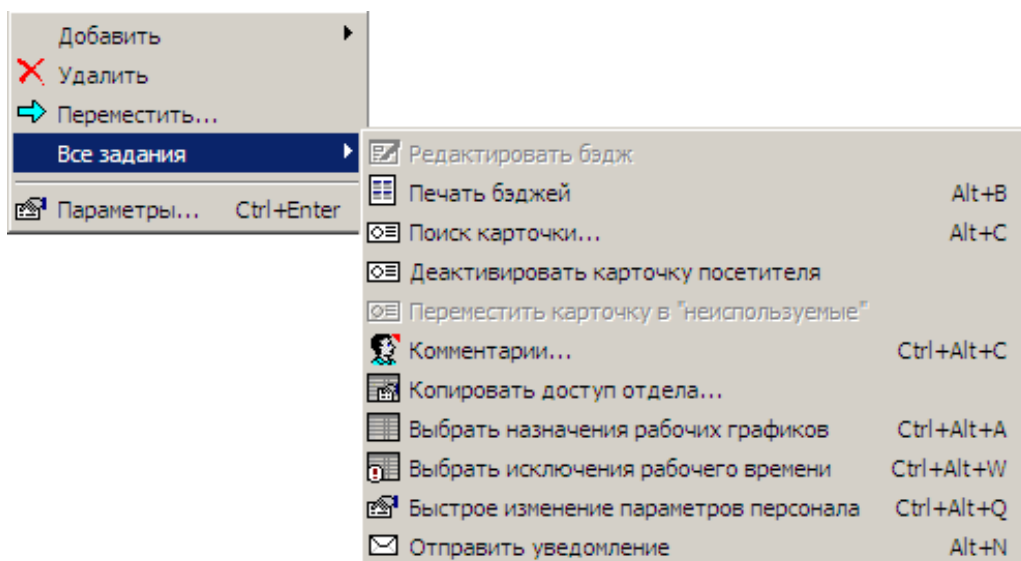 Добавить
Удалить
Переместить...
Все задания
Параметры... Ctrl+Enter
Редактировать бэдж
Печать бэджей Alt+B
Поиск карточки... Alt+C
Деактивировать карточку посетителя
Переместить карточку в "неиспользуемые"
Комментарии... Ctrl+Alt+C
Копировать доступ отдела...
Выбрать назначения рабочих графиков Ctrl+Alt+A
Выбрать исключения рабочего времени Ctrl+Alt+W
Быстрое изменение параметров персонала Ctrl+Alt+Q
Отправить уведомление Alt+N